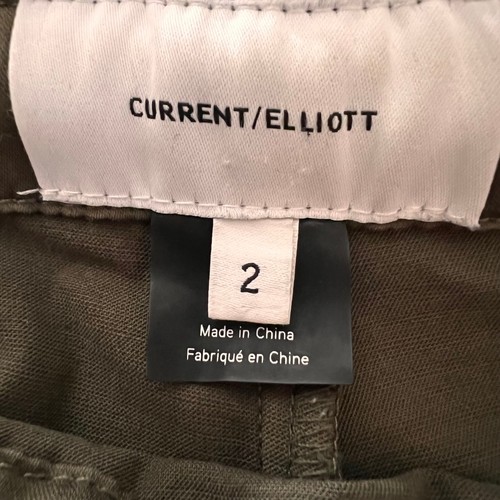 CURRENT/ELLIOTT
2
Made in China
Fabriqué en Chine